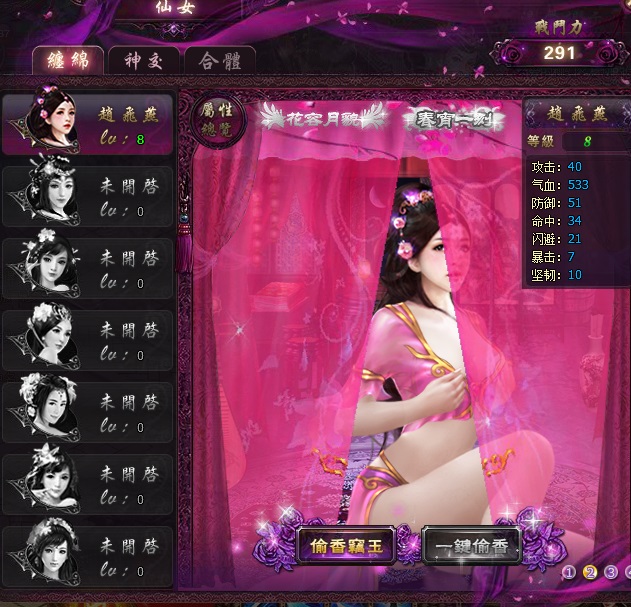 仙女
戰鬥力
291
纏綿 神交 合體
趙飛燕
lv: 8
未開啓
lv: 0
未開啓
lv: 0
未開啓
lv: 0
未開啓
lv: 0
未開啓
lv: 0
未開啓
lv: 0
屬性
總覽
花容月貌 春宵一刻
趙飛燕
等級 8
攻击: 40
气血: 533
防御: 51
命中: 34
闪避: 21
暴击: 7
坚韧: 10
偷香竊玉 一鍵偷香
1 2 3